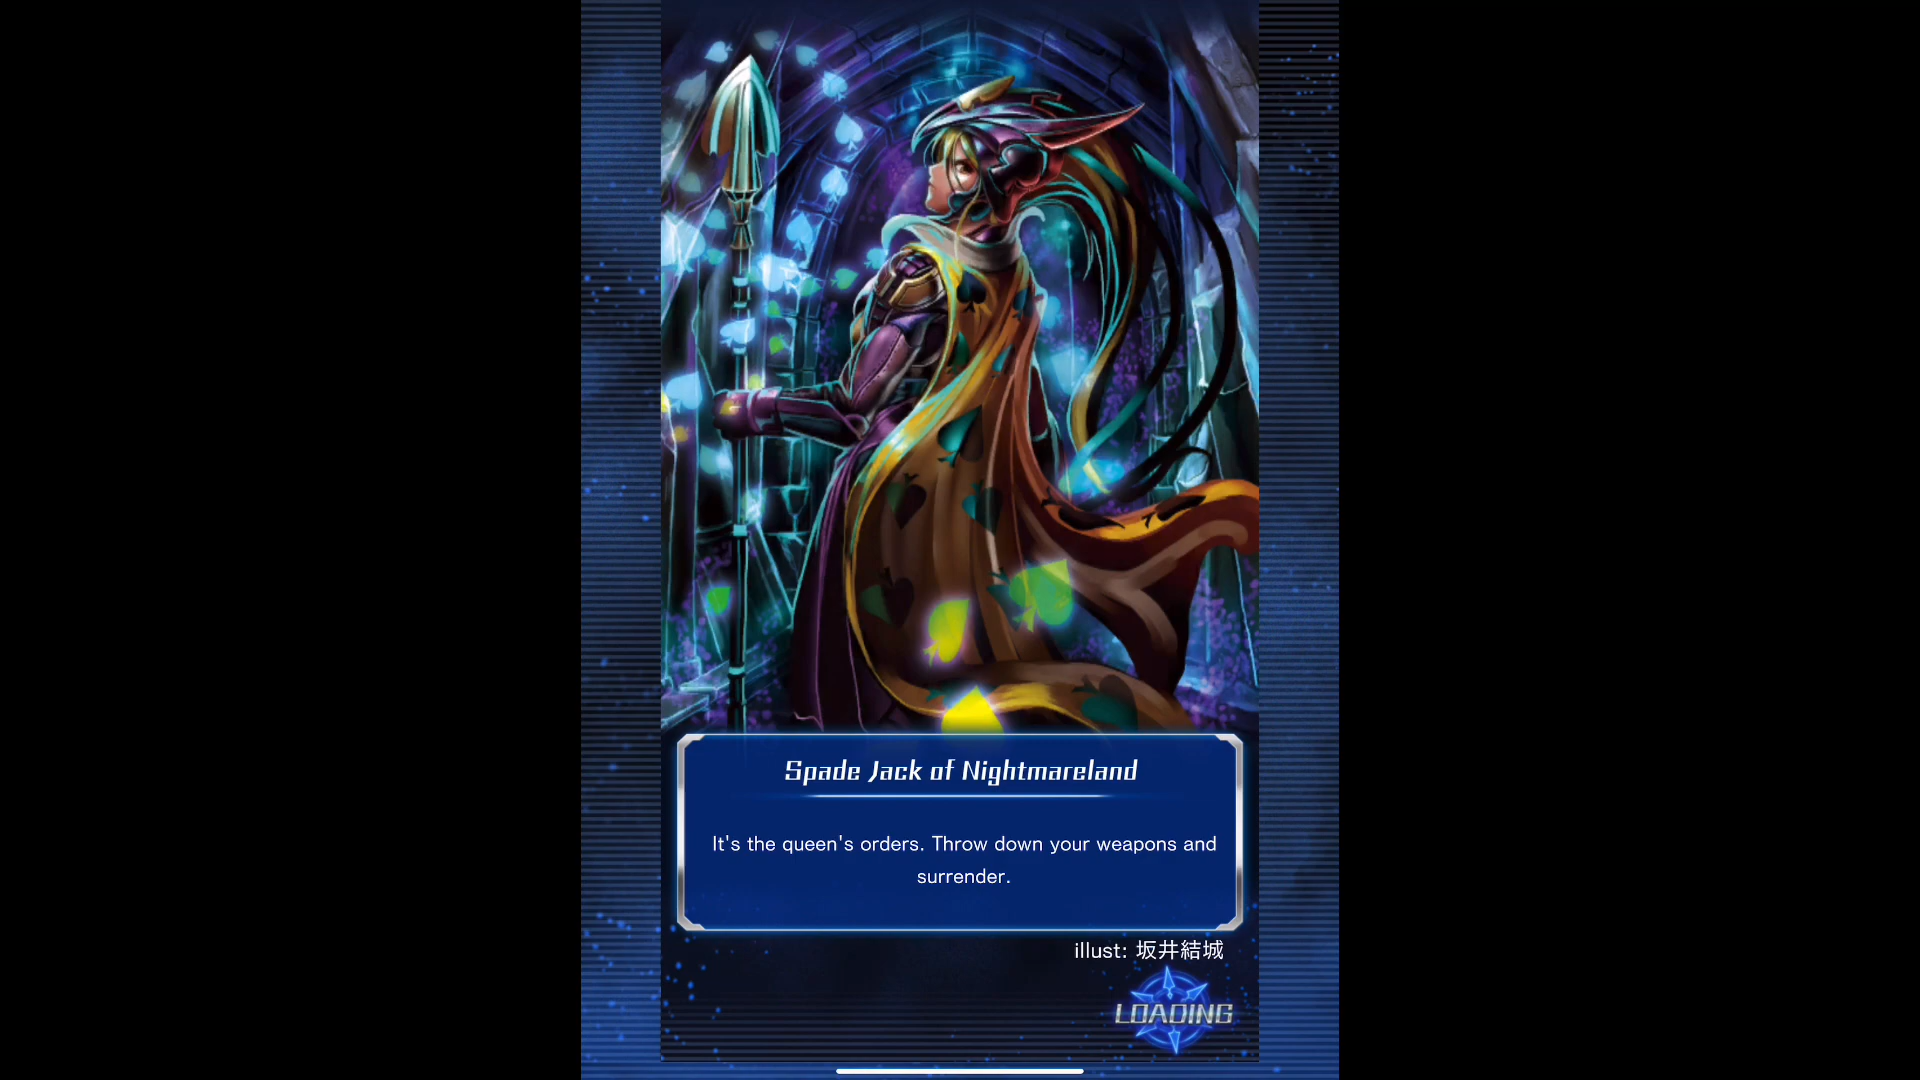 Spade Jack of Nightmareland
It's the queen's orders. Throw down your weapons and
surrender.
illust: 坂井結城
LOADING